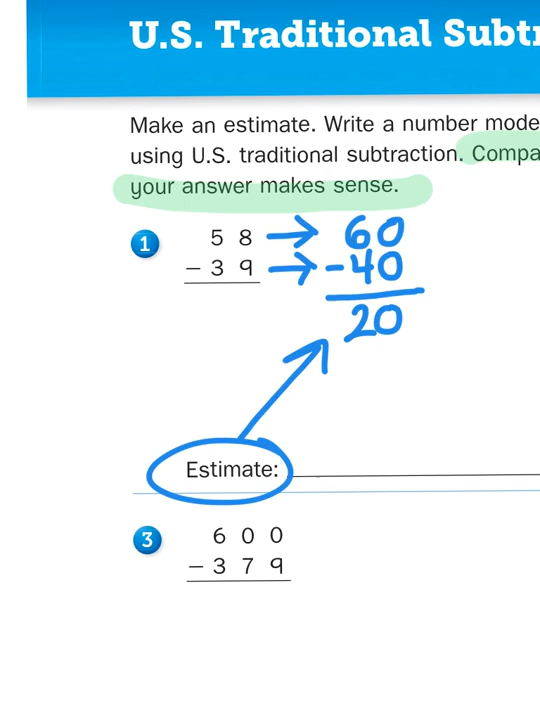 U.S. Traditional Subt
Make an estimate. Write a number mode
using U.S. traditional subtraction. Compa
your answer makes sense.
1 5 8 → 60
- 3 9 → -40
20
Estimate:
3 6 0 0
- 3 7 9